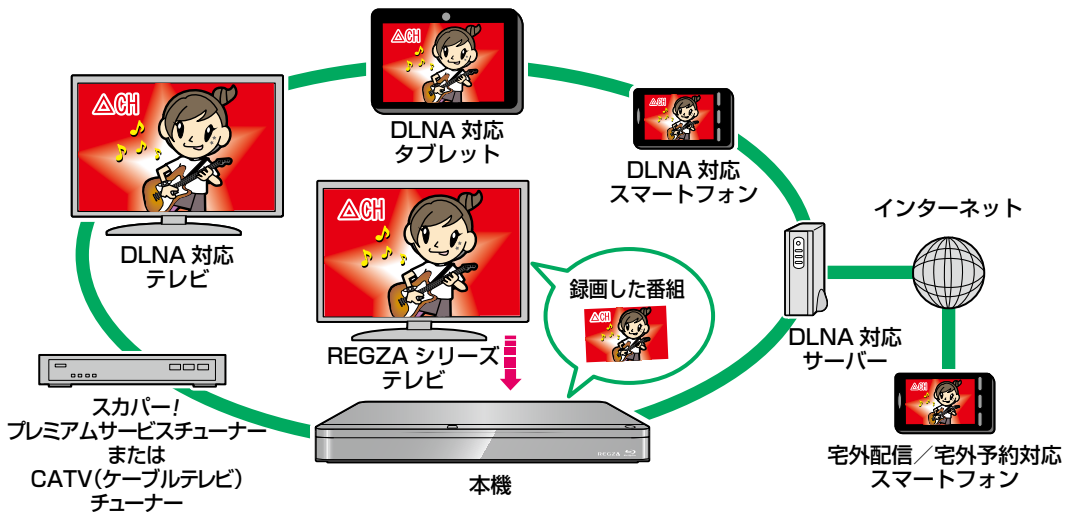 △CH
DLNA 対応
タブレット
△CH
DLNA 対応
テレビ
△CH
DLNA 対応
スマートフォン
インターネット
△CH
REGZA シリーズ
テレビ
録画した番組
△CH
DLNA 対応
サーバー
スカパー!
プレミアムサービスチューナー
または
CATV(ケーブルテレビ)
チューナー
REGZA
本機
△CH
宅外配信/宅外予約対応
スマートフォン